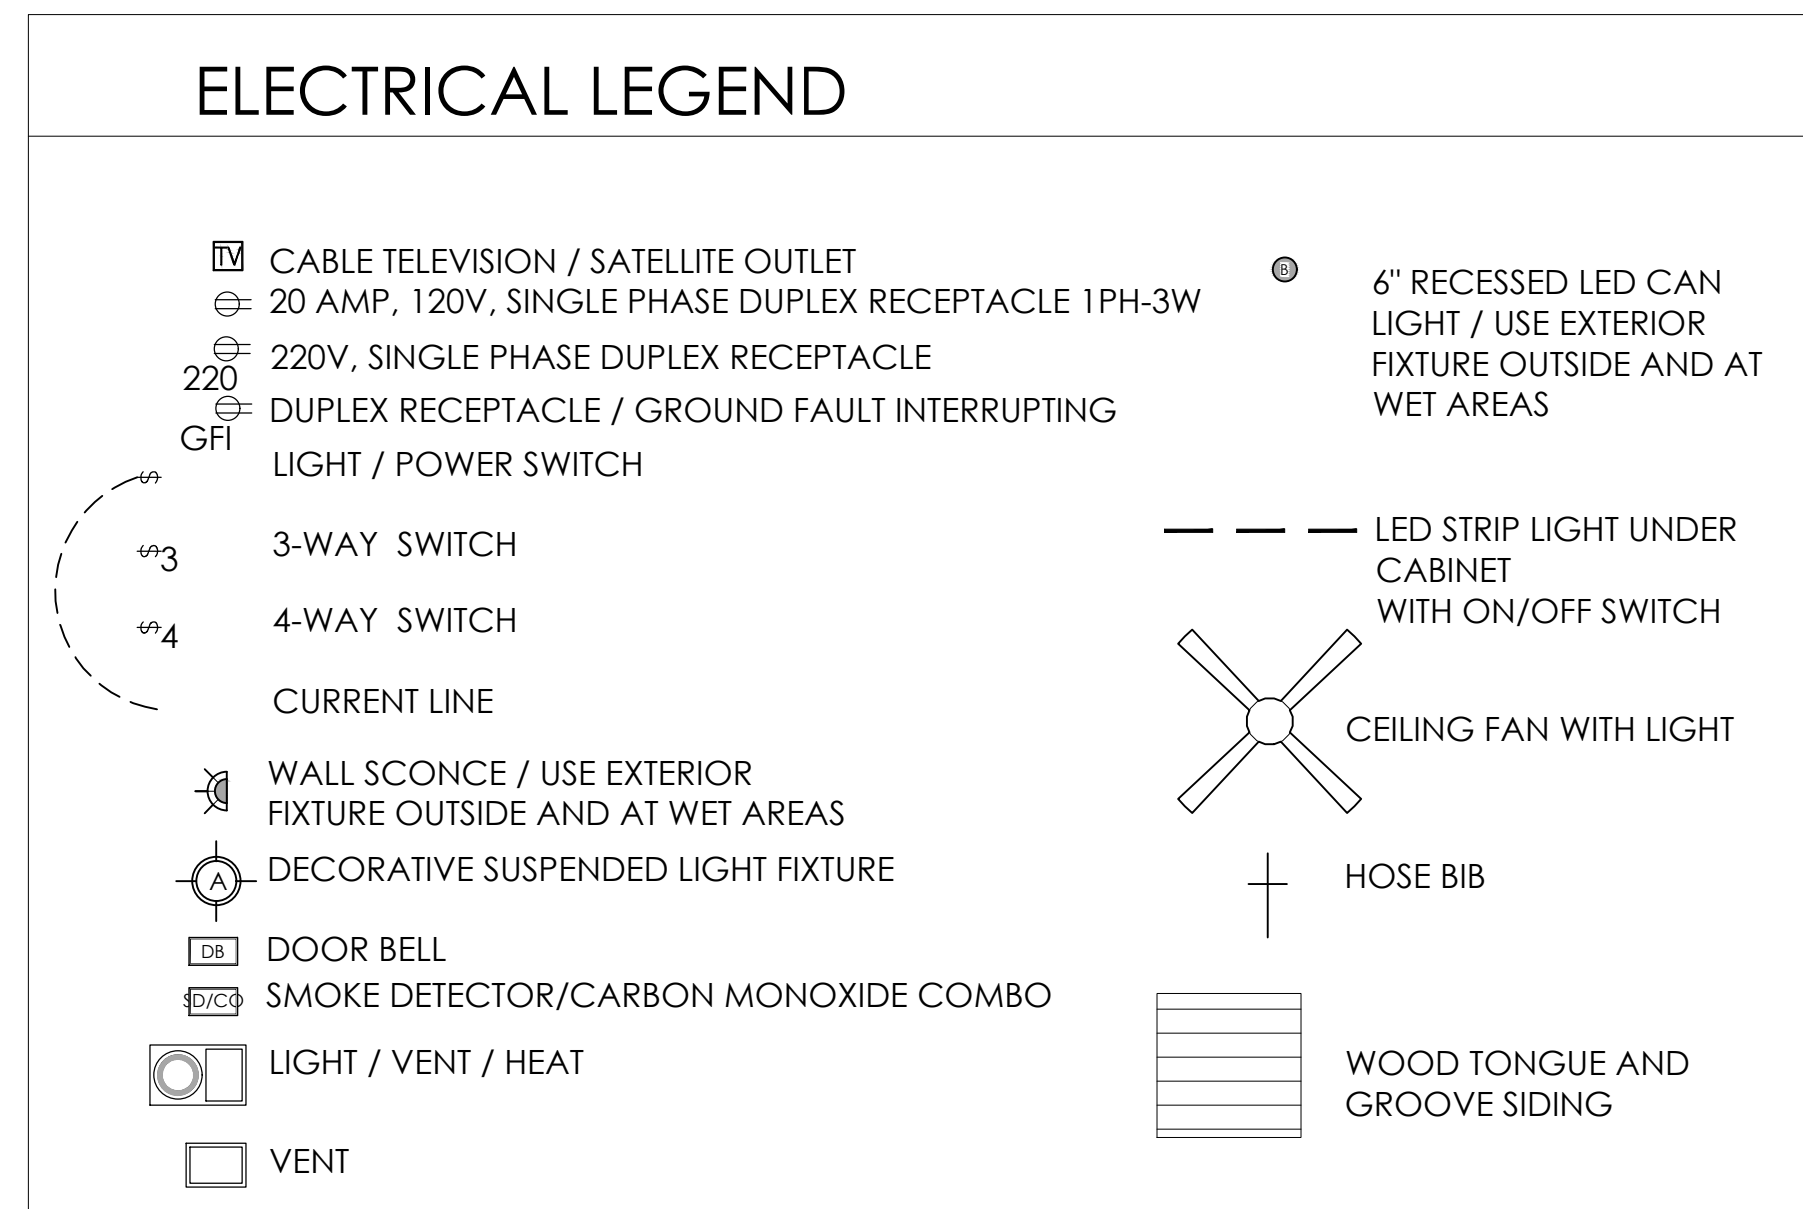 ELECTRICAL LEGEND
TV CABLE TELEVISION / SATELLITE OUTLET
20 AMP, 120V, SINGLE PHASE DUPLEX RECEPTACLE 1PH-3W
220V, SINGLE PHASE DUPLEX RECEPTACLE
220
DUPLEX RECEPTACLE / GROUND FAULT INTERRUPTING
GFI
LIGHT / POWER SWITCH
$
$3 3-WAY SWITCH
$4 4-WAY SWITCH
CURRENT LINE
WALL SCONCE / USE EXTERIOR
FIXTURE OUTSIDE AND AT WET AREAS
A DECORATIVE SUSPENDED LIGHT FIXTURE
DB DOOR BELL
SD/CO SMOKE DETECTOR/CARBON MONOXIDE COMBO
LIGHT / VENT / HEAT
VENT
B
6" RECESSED LED CAN
LIGHT / USE EXTERIOR
FIXTURE OUTSIDE AND AT
WET AREAS
LED STRIP LIGHT UNDER
CABINET
WITH ON/OFF SWITCH
CEILING FAN WITH LIGHT
HOSE BIB
WOOD TONGUE AND
GROOVE SIDING